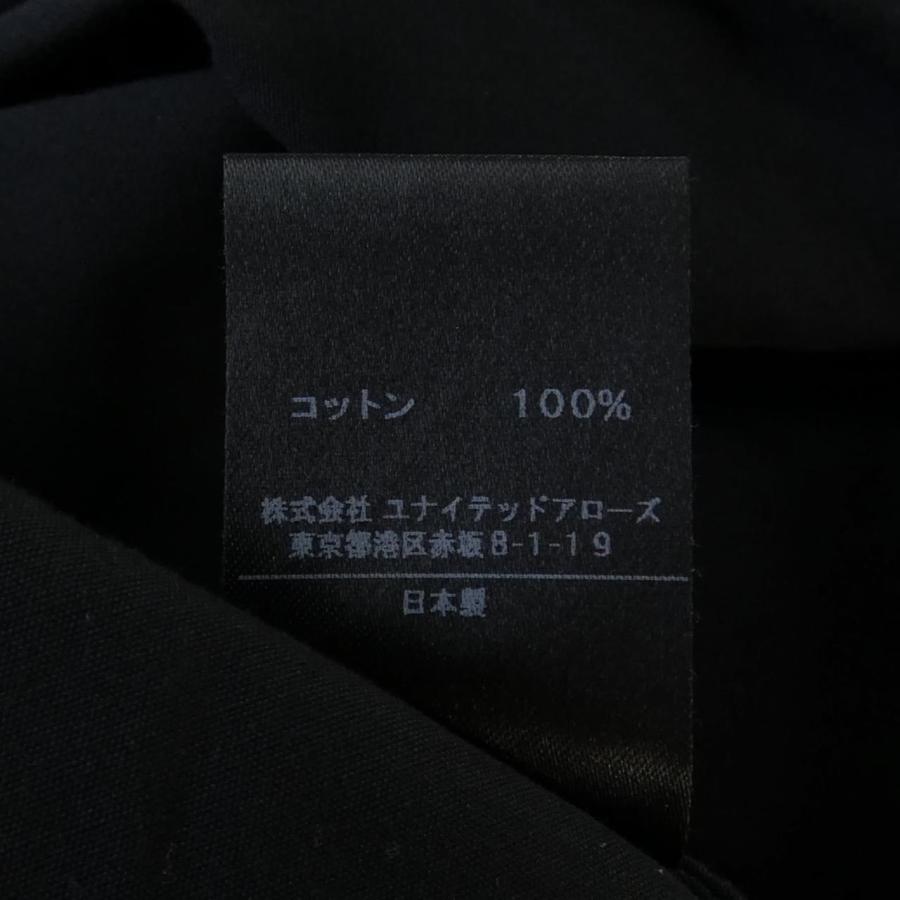 コットン 100%
株式会社 ユナイテッドアローズ
東京都港区赤坂8-1-19
日本製